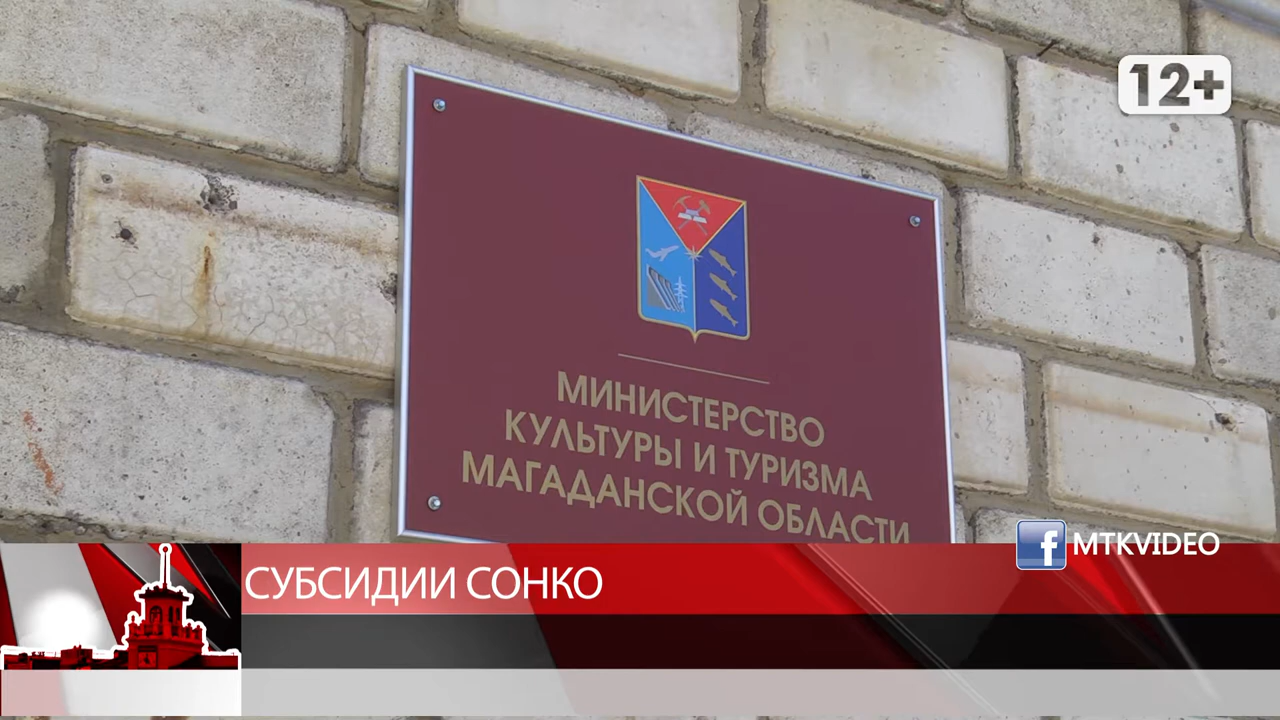 12+
МИНИСТЕРСТВО
КУЛЬТУРЫ И ТУРИЗМА
МАГАДАНСКОЙ ОБЛАСТИ
f MTKVIDEO
СУБСИДИИ СОНКО